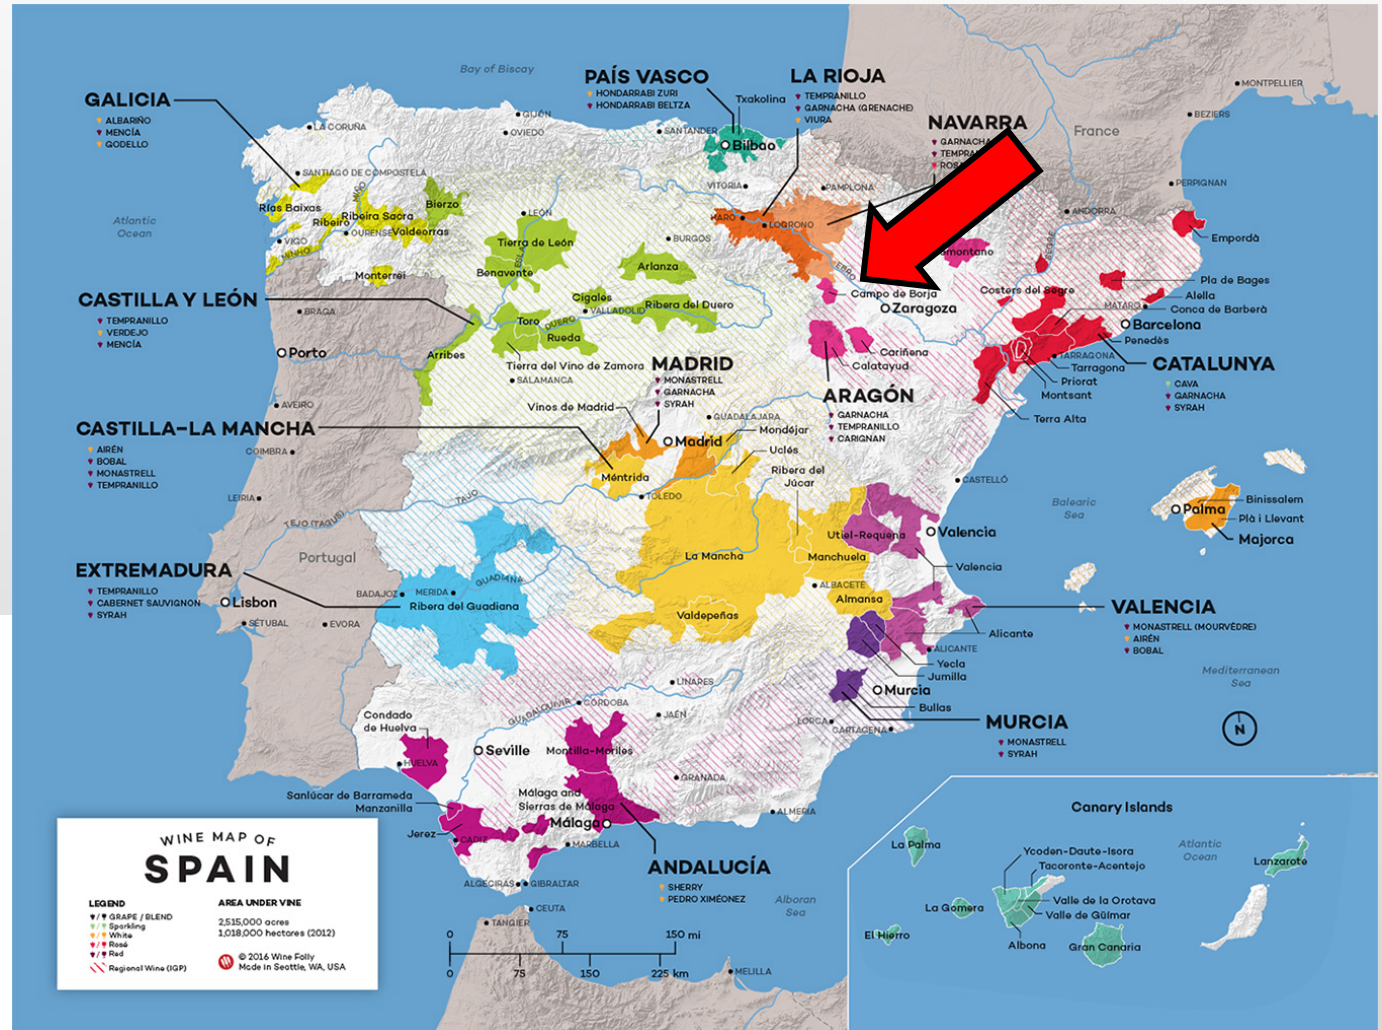 Bay of Biscay
PAÍS VASCO
HONDARRABI ZURI
HONDARRABI BELTZA
Txakolina
LA RIOJA
TEMPRANILLO
GARNACHA (GRENACHE)
VIURA
NAVARRA
GARNACHA
France
MONTPELLIER
BEZIERS
PERPIGNAN
ANDORRA
GALICIA
ALBARIÑO
MENCÍA
GODELLO
LA CORUÑA
GIJÓN
OVIEDO
SANTANDER
Bilbao
VITORIA
PAMPLONA
SANTIAGO DE COMPOSTELA
Atlantic
Ocean
Rías Baixas
Ribeiro
Ribeira Sacra
Valdeorras
Bierzo
MIÑO
OURENSE
VIGO
MINHO
Monterrei
LEÓN
ESLA
Tierra de León
Benavente
BURGOS
Arlanza
HARO
LOGROÑO
EBRO
Campo de Borja
Zaragoza
SEGRE
Costers del Segre
Empordà
Pla de Bages
Alella
MATARÓ
Conca de Barberà
Barcelona
Penedès
TARRAGONA
Tarragona
Priorat
Montsant
Terra Alta
CATALUNYA
CAVA
GARNACHA
SYRAH
CASTILLA Y LEÓN
TEMPRANILLO
VERDEJO
MENCÍA
BRAGA
Porto
Cigales
VALLADOLID
Ribera del Duero
Toro
DUERO
Rueda
Arribes
Tierra del Vino de Zamora
SALAMANCA
Cariñena
Calatayud
ARAGÓN
GARNACHA
TEMPRANILLO
CARIGNAN
MADRID
MONASTRELL
GARNACHA
SYRAH
Vinos de Madrid
GUADALAJARA
Mondéjar
Madrid
Uclés
Ribera del
Júcar
AVEIRO
COIMBRA
LEIRIA
CASTILLA–LA MANCHA
AIRÉN
BOBAL
MONASTRELL
TEMPRANILLO
Méntrida
TOLEDO
TAJO
TEJO (TAGUS)
Portugal
CASTELLÓ
Balearic
Sea
Palma
Binissalem
Plà i Llevant
Majorca
Utiel-Requena
Valencia
Valencia
La Mancha
Manchuela
ALBACETE
Almansa
Valdepeñas
EXTREMADURA
TEMPRANILLO
CABERNET SAUVIGNON
SYRAH
Lisbon
SÉTUBAL
EVORA
BADAJOZ
MERIDA
GUADIANA
Ribera del Guadiana
VALENCIA
MONASTRELL (MOURVÈDRE)
AIRÉN
BOBAL
Alicante
ALICANTE
Yecla
Jumilla
Murcia
Bullas
Mediterranean
Sea
MURCIA
MONASTRELL
SYRAH
LORCA
CARTAGENA
LINARES
CÓRDOBA
JAÉN
GUADALQUIVIR
Condado
de Huelva
HUELVA
Seville
Montilla-Moriles
GRANADA
ALMERIA
Sanlúcar de Barrameda
Manzanilla
Jerez
CADIZ
Málaga and
Sierras de Málaga
Málaga
MARBELLA
ALGECIRAS
GIBRALTAR
CEUTA
TANGIER
MELILLA
ANDALUCÍA
SHERRY
PEDRO XIMÉONEZ
Alboran
Sea
N
Canary Islands
La Palma
Ycoden-Daute-Isora
Tacoronte-Acentejo
Atlantic
Ocean
Lanzarote
La Gomera
Valle de la Orotava
Valle de Güímar
El Hierro
Albona
Gran Canaria
0 75 150 mi
0 75 150 225 km
WINE MAP OF
SPAIN
LEGEND
GRAPE / BLEND
Sparkling
White
Rosé
Red
Regional Wine (IGP)
AREA UNDER VINE
2,515,000 acres
1,018,000 hectares (2012)
© 2016 Wine Folly
Made in Seattle, WA, USA